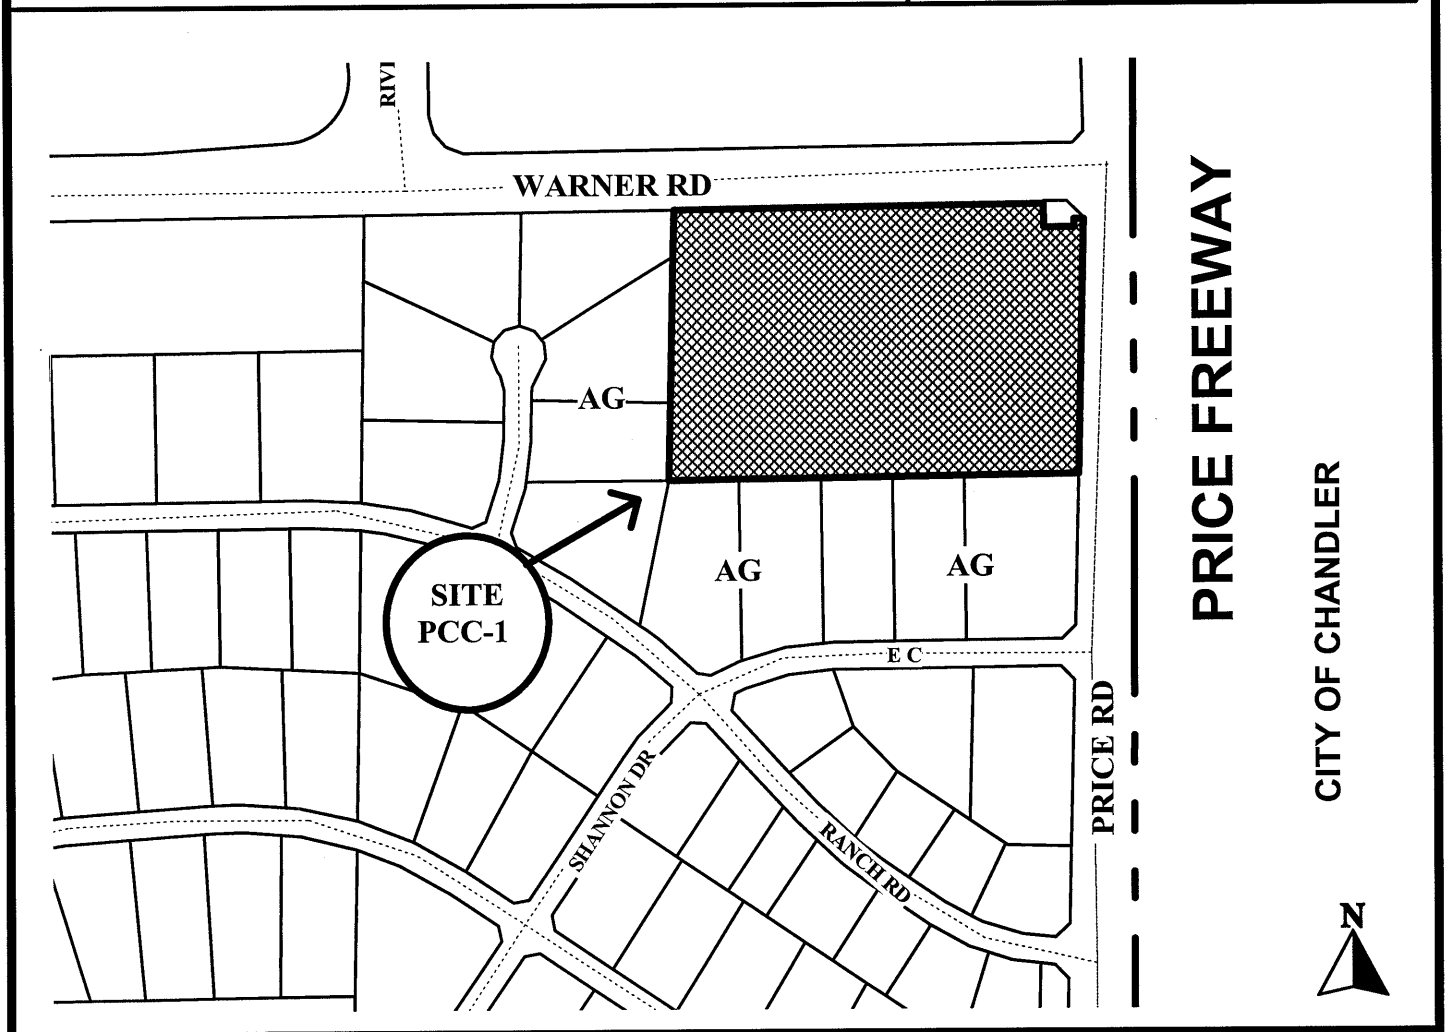 RIVI
WARNER RD
AG
SITE
PCC-1
AG
AG
E C
SHANNON DR
RANCH RD
PRICE RD
PRICE FREEWAY
CITY OF CHANDLER
N